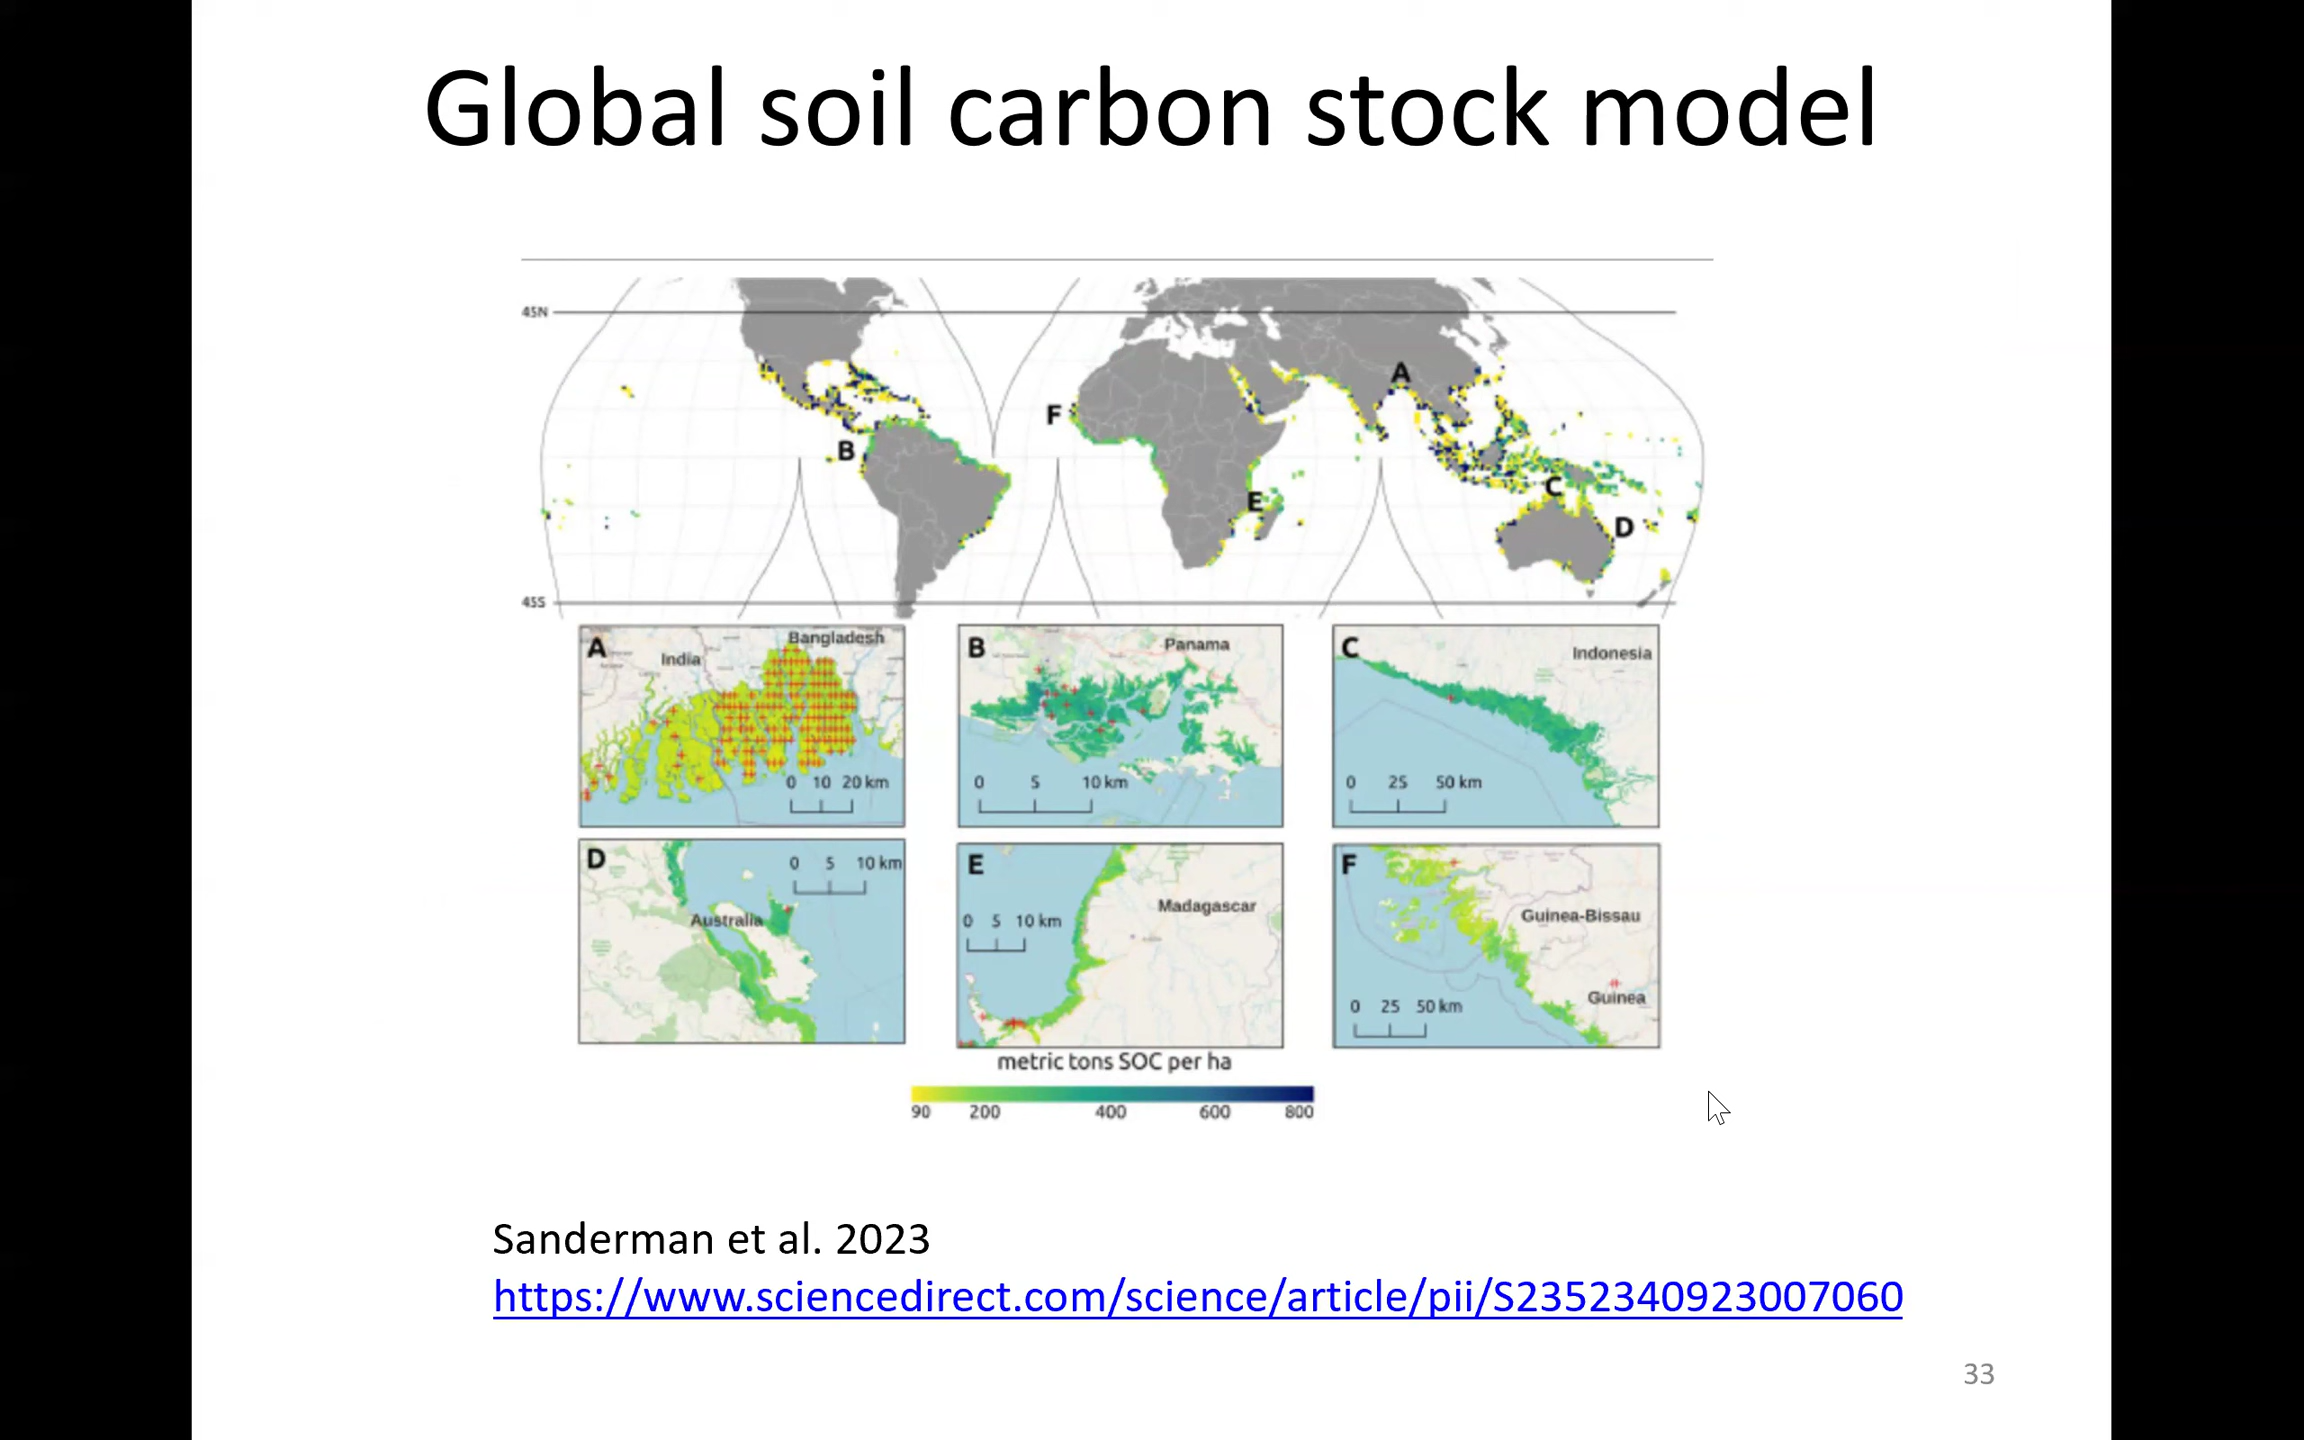 Global soil carbon stock model
45N
A
F
B
E
C
D
45S
A
India
Bangladesh
0 10 20 km
B
Panama
0 5 10 km
C
Indonesia
0 25 50 km
D
0 5 10 km
Australia
E
Madagascar
0 5 10 km
F
Guinea-Bissau
Guinea
0 25 50 km
metric tons SOC per ha
90 200 400 600 800
Sanderman et al. 2023
https://www.sciencedirect.com/science/article/pii/S2352340923007060
33